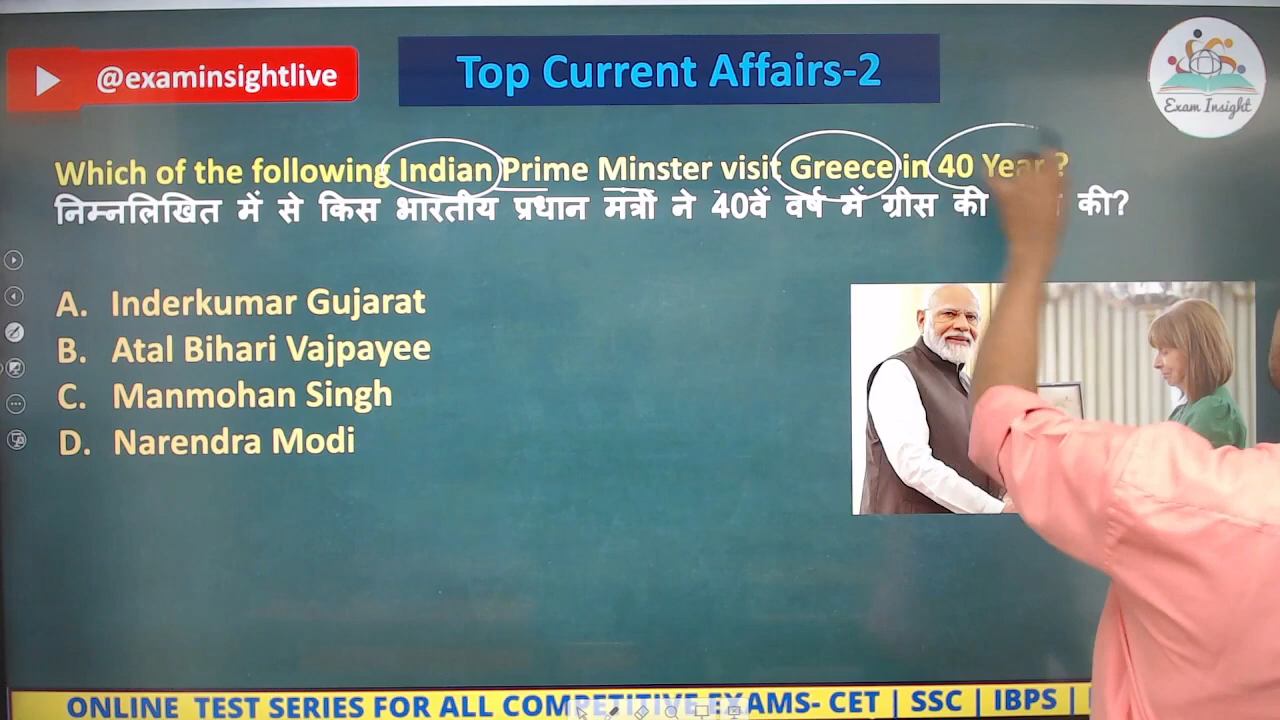 @examinsightlive
Top Current Affairs-2
Exam Insight
Which of the following Indian Prime Minster visit Greece in 40 Year ?
निम्नलिखित में से किस भारतीय प्रधान मंत्री ने 40वें वर्ष में ग्रीस की की?
A. Inderkumar Gujarat
B. Atal Bihari Vajpayee
C. Manmohan Singh
D. Narendra Modi
ONLINE TEST SERIES FOR ALL COMPETITIVE EXAMS- CET | SSC | IBPS |